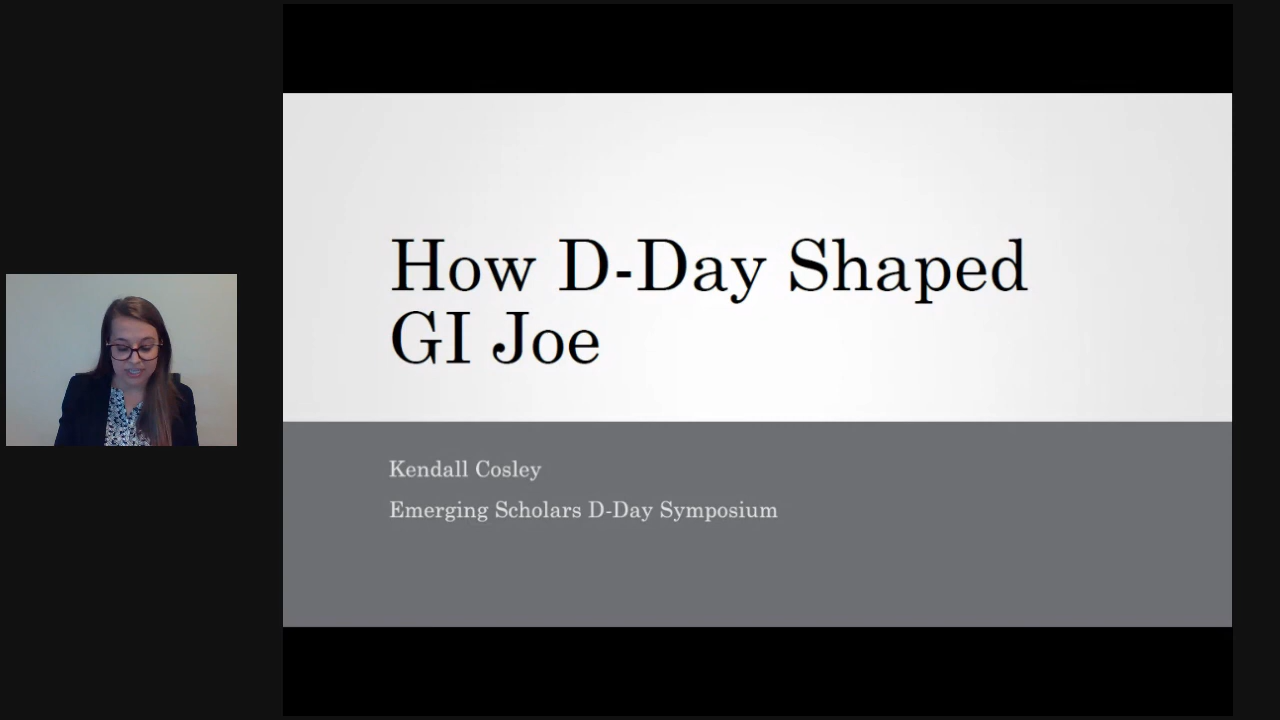 How D-Day Shaped
GI Joe
Kendall Cosley
Emerging Scholars D-Day Symposium